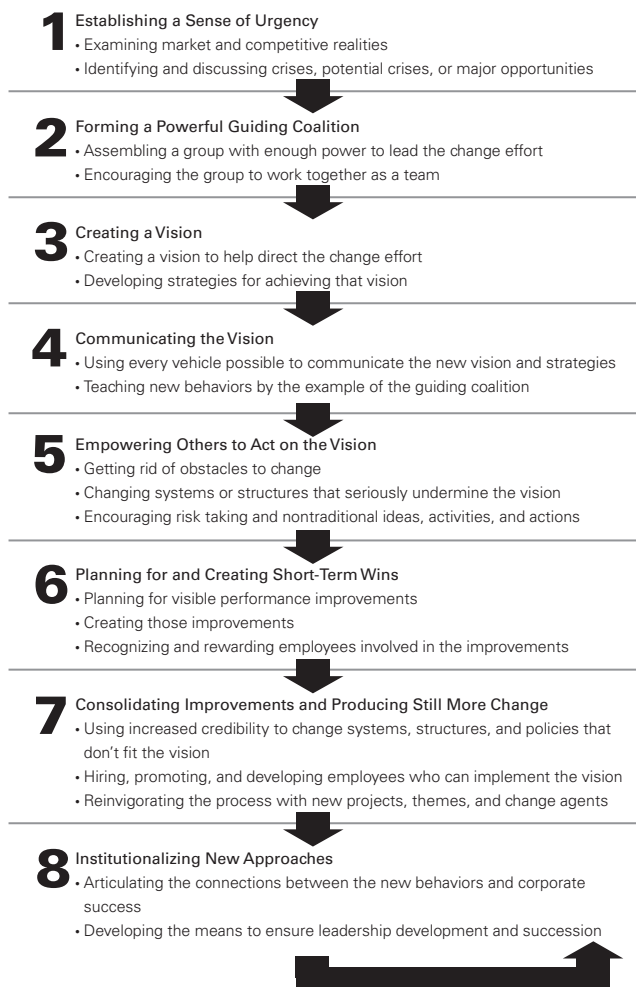 1 Establishing a Sense of Urgency
• Examining market and competitive realities
• Identifying and discussing crises, potential crises, or major opportunities
2 Forming a Powerful Guiding Coalition
• Assembling a group with enough power to lead the change effort
• Encouraging the group to work together as a team
3 Creating a Vision
• Creating a vision to help direct the change effort
• Developing strategies for achieving that vision
4 Communicating the Vision
• Using every vehicle possible to communicate the new vision and strategies
• Teaching new behaviors by the example of the guiding coalition
5 Empowering Others to Act on the Vision
• Getting rid of obstacles to change
• Changing systems or structures that seriously undermine the vision
• Encouraging risk taking and nontraditional ideas, activities, and actions
6 Planning for and Creating Short-Term Wins
• Planning for visible performance improvements
• Creating those improvements
• Recognizing and rewarding employees involved in the improvements
7 Consolidating Improvements and Producing Still More Change
• Using increased credibility to change systems, structures, and policies that
don’t fit the vision
• Hiring, promoting, and developing employees who can implement the vision
• Reinvigorating the process with new projects, themes, and change agents
8 Institutionalizing New Approaches
• Articulating the connections between the new behaviors and corporate
success
• Developing the means to ensure leadership development and succession